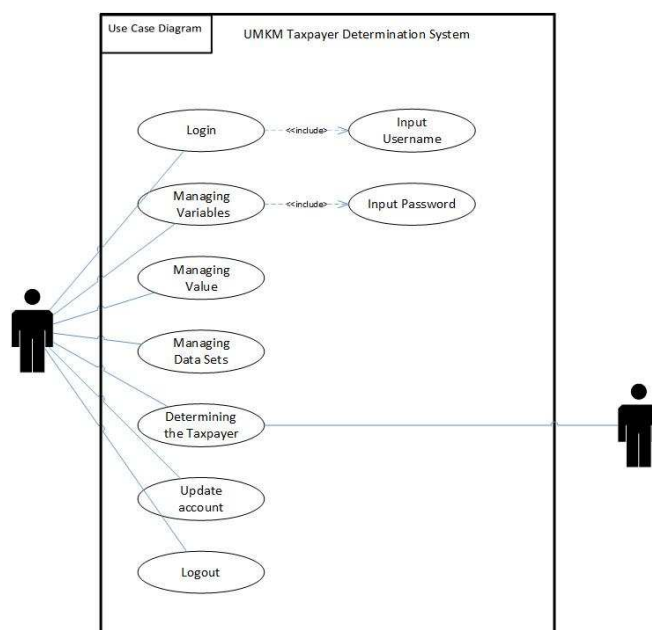 Use Case Diagram
UMKM Taxpayer Determination System
Login
<<include>
Input
Username
Managing
Variables
<<include>
Input Password
Managing
Value
Managing
Data Sets
Determining
the Taxpayer
Update
account
Logout